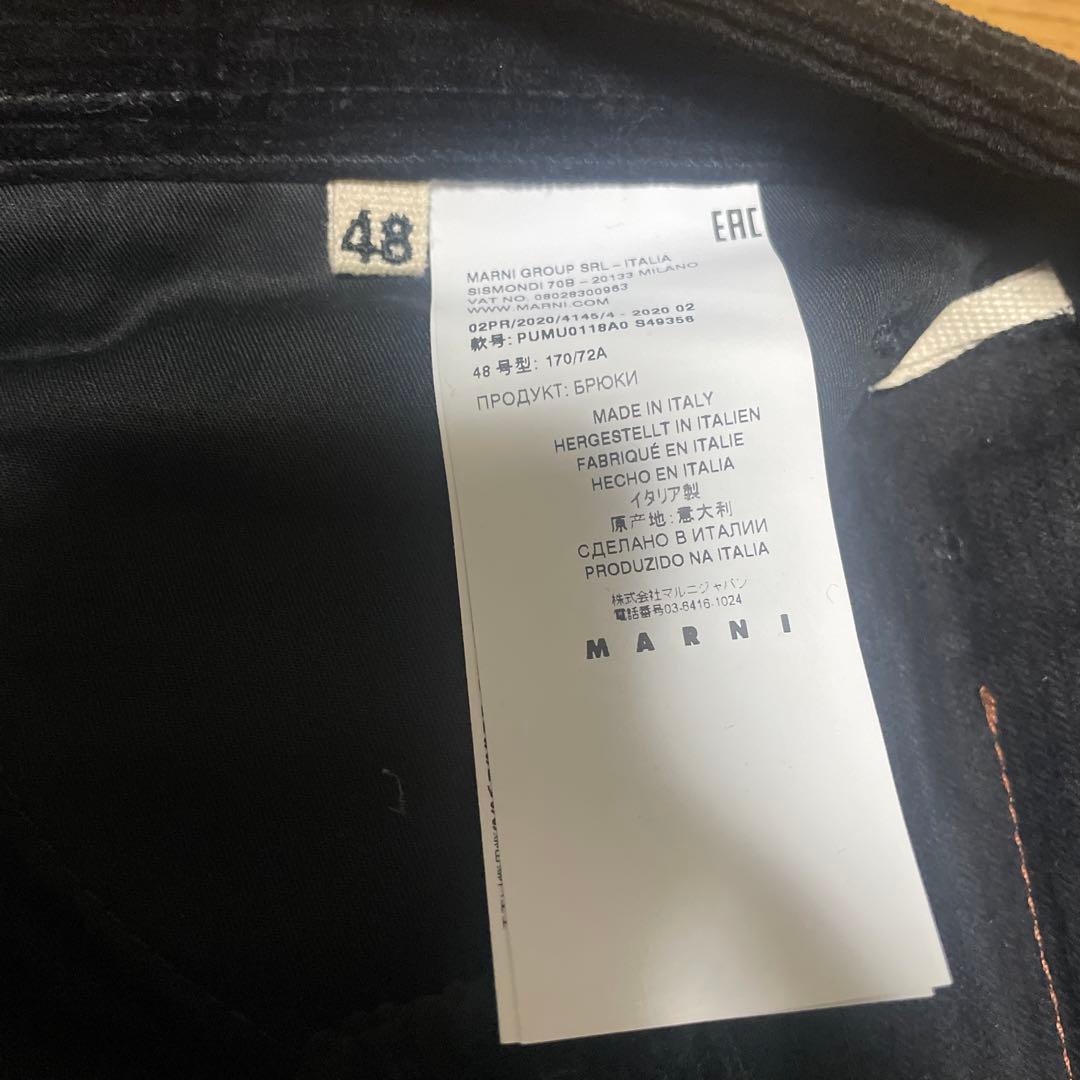 48
EAC
MARNI GROUP SRL - ITALIA
SISMONDI 70B - 20133 MILANO
VAT NO. 08028300963
WWW.MARNI.COM
02PR/2020/4145/4 - 2020 02
款号: PUMU0118A0 S49356
48 号型: 170/72A
ПРОДУКТ: БРЮКИ
MADE IN ITALY
HERGESTELLT IN ITALIEN
FABRIQUÉ EN ITALIE
HECHO EN ITALIA
イタリア製
原产地: 意大利
СДЕЛАНО В ИТАЛИИ
PRODUZIDO NA ITALIA
株式会社マルニジャパン
電話番号03-6416-1024
MARNI